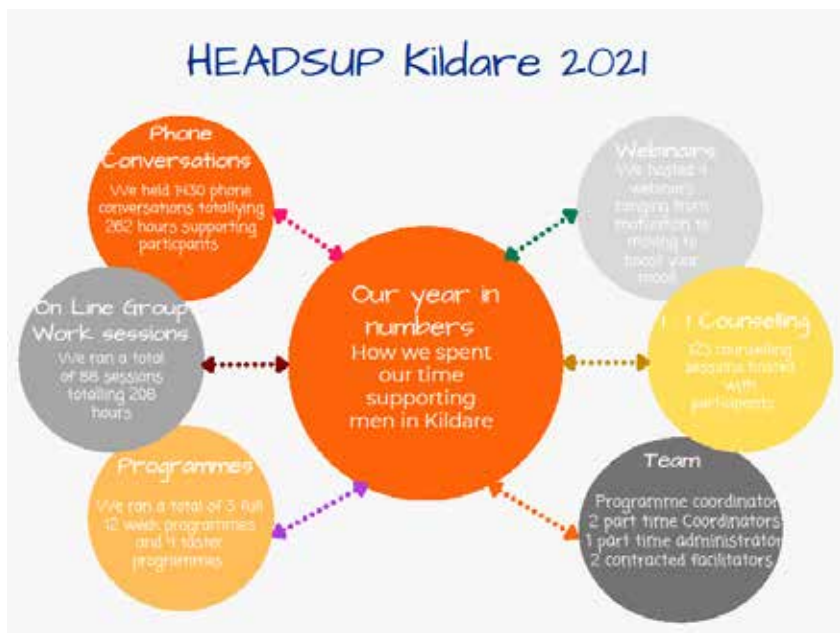 HEADSUP Kildare 2021
Phone
Conversations
We held 1430 phone
conversations totallying
262 hours supporting
particpants
On Line Group
Work sessions
We ran a total
of 88 sessions
totalling 208
hours
Programmes
We ran a total of 3 full
12 week programmes
and 4 taster
programmes
Our year in
numbers
How we spent
our time
supporting
men in Kildare
Webinars
We hosted 4
webinars
ranging from
motivation to
moving to
boost your
mood
1 - 1 Counselling
counselling
sessions hosted
with
participants
Team
Programme coordinator
2 part time Coordinators
1 part time administrator
2 contracted facilitators